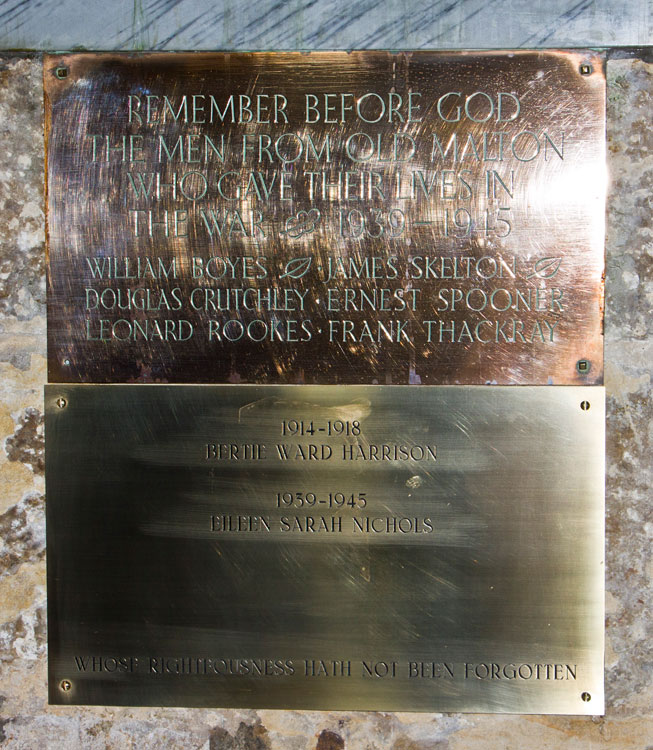 REMEMBER BEFORE GOD
THE MEN FROM OLD MALTON
WHO GAVE THEIR LIVES IN
THE WAR 1939-1945
WILLIAM BOYES JAMES SKELTON
DOUGLAS CRUTCHLEY · ERNEST SPOONER
LEONARD ROOKES · FRANK THACKRAY
1914-1918
BERTIE WARD HARRISON
1939-1945
EILEEN SARAH NICHOLS
WHOSE RIGHTEOUSNESS HATH NOT BEEN FORGOTTEN